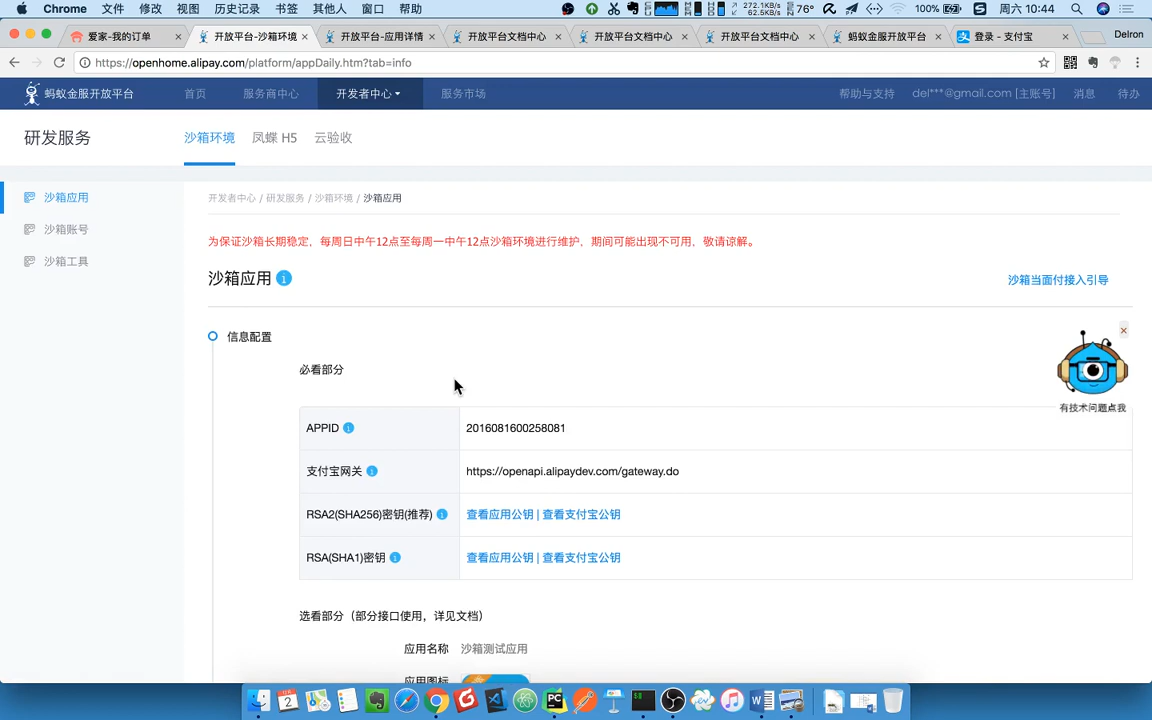 Chrome 文件 修改 视图 历史记录 书签 其他人 窗口 帮助 272.1KB/s 62.5KB/s 76° 100% 周六 10:44
爱家-我的订单 开放平台-沙箱环境 开放平台-应用详情 开放平台文档中心 开放平台文档中心 开放平台文档中心 蚂蚁金服开放平台 登录 - 支付宝 Delron
https://openhome.alipay.com/platform/appDaily.htm?tab=info
蚂蚁金服开放平台 首页 服务商中心 开发者中心 服务市场 帮助与支持 del***@gmail.com [主账号] 消息 待办
研发服务 沙箱环境 凤蝶 H5 云验收
沙箱应用
沙箱账号
沙箱工具
开发者中心 / 研发服务 / 沙箱环境 / 沙箱应用
为保证沙箱长期稳定，每周日中午12点至每周一中午12点沙箱环境进行维护，期间可能出现不可用，敬请谅解。
沙箱应用 沙箱当面付接入引导
信息配置
必看部分
有技术问题点我
APPID 2016081600258081
支付宝网关 https://openapi.alipaydev.com/gateway.do
RSA2(SHA256)密钥(推荐) 查看应用公钥 | 查看支付宝公钥
RSA(SHA1)密钥 查看应用公钥 | 查看支付宝公钥
选看部分（部分接口使用，详见文档）
应用名称 沙箱测试应用
应用图标